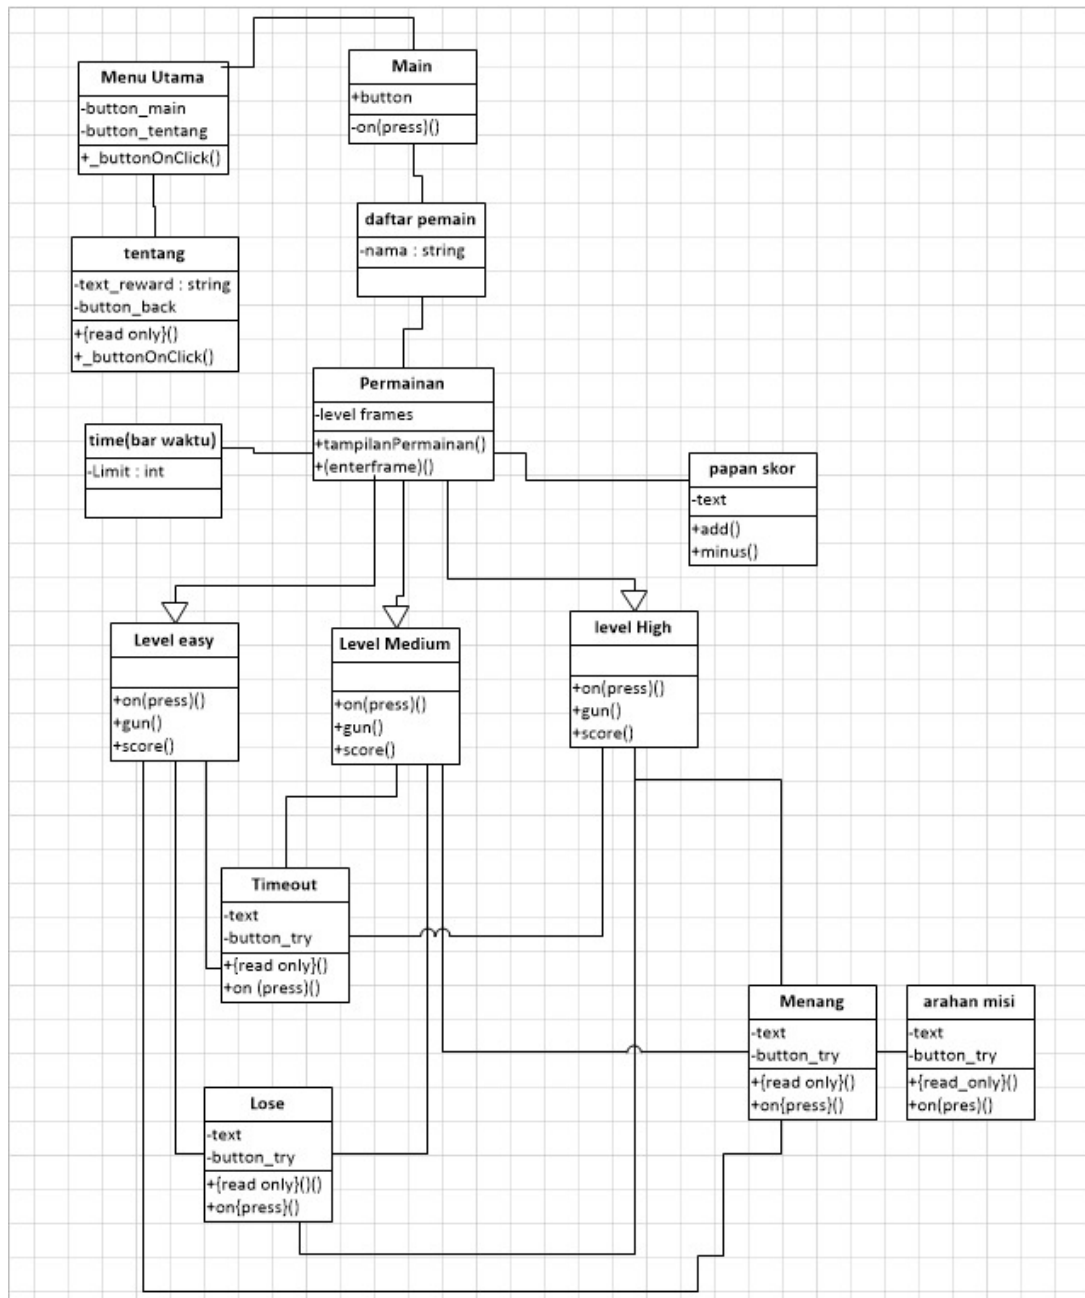 Menu Utama
-button_main
-button_tentang
+_buttonOnClick()
Main
+button
-on(press)()
tentang
-text_reward : string
-button_back
+{read only}()
+_buttonOnClick()
daftar pemain
-nama : string
Permainan
-level frames
+tampilanPermainan()
+(enterframe)()
time(bar waktu)
-Limit : int
papan skor
-text
+add()
+minus()
Level easy
+on(press)()
+gun()
+score()
Level Medium
+on(press)()
+gun()
+score()
level High
+on(press)()
+gun()
+score()
Timeout
-text
-button_try
+{read only}()
+on (press)()
Menang
-text
-button_try
+{read only}()
+on{press}()
arahan misi
-text
-button_try
+{read_only}()
+on(pres)()
Lose
-text
-button_try
+{read only}()()
+on{press}()